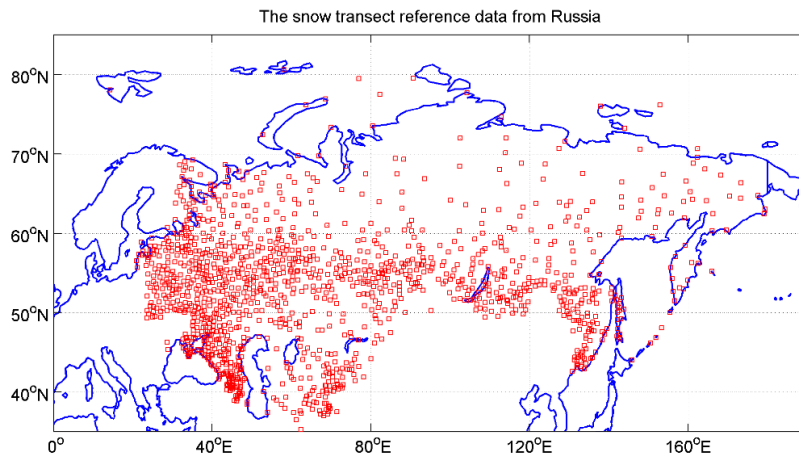 The snow transect reference data from Russia
80°N
70°N
60°N
50°N
40°N
0° 40°E 80°E 120°E 160°E